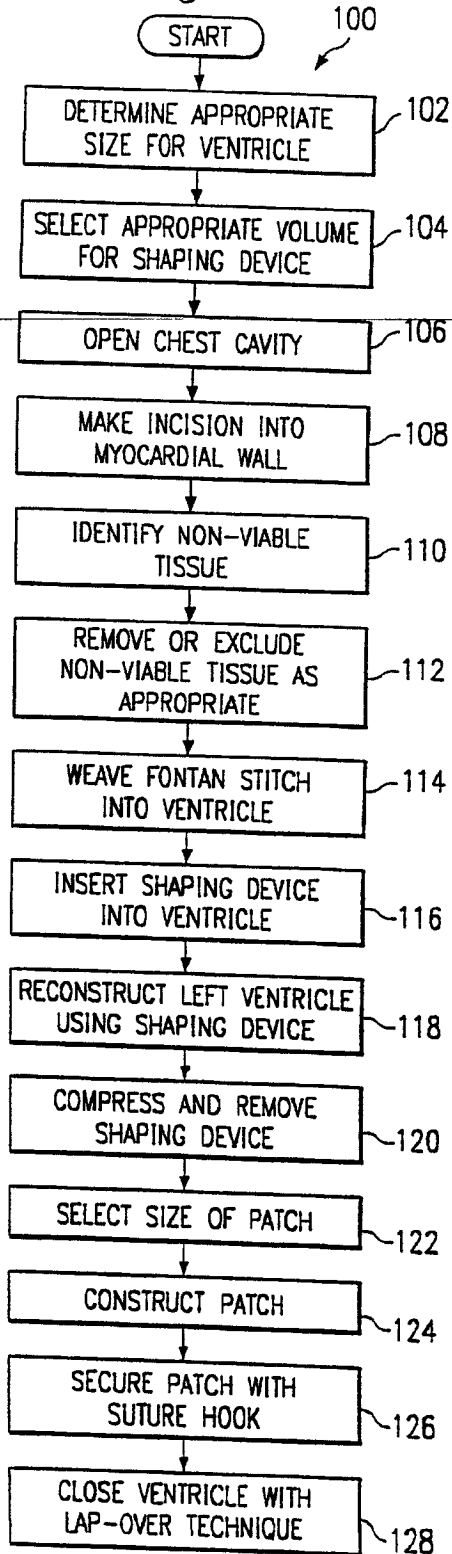 START
100
DETERMINE APPROPRIATE
SIZE FOR VENTRICLE
102
SELECT APPROPRIATE VOLUME
FOR SHAPING DEVICE
104
OPEN CHEST CAVITY
106
MAKE INCISION INTO
MYOCARDIAL WALL
108
IDENTIFY NON-VIABLE
TISSUE
110
REMOVE OR EXCLUDE
NON-VIABLE TISSUE AS
APPROPRIATE
112
WEAVE FONTAN STITCH
INTO VENTRICLE
114
INSERT SHAPING DEVICE
INTO VENTRICLE
116
RECONSTRUCT LEFT VENTRICLE
USING SHAPING DEVICE
118
COMPRESS AND REMOVE
SHAPING DEVICE
120
SELECT SIZE OF PATCH
122
CONSTRUCT PATCH
124
SECURE PATCH WITH
SUTURE HOOK
126
CLOSE VENTRICLE WITH
LAP-OVER TECHNIQUE
128